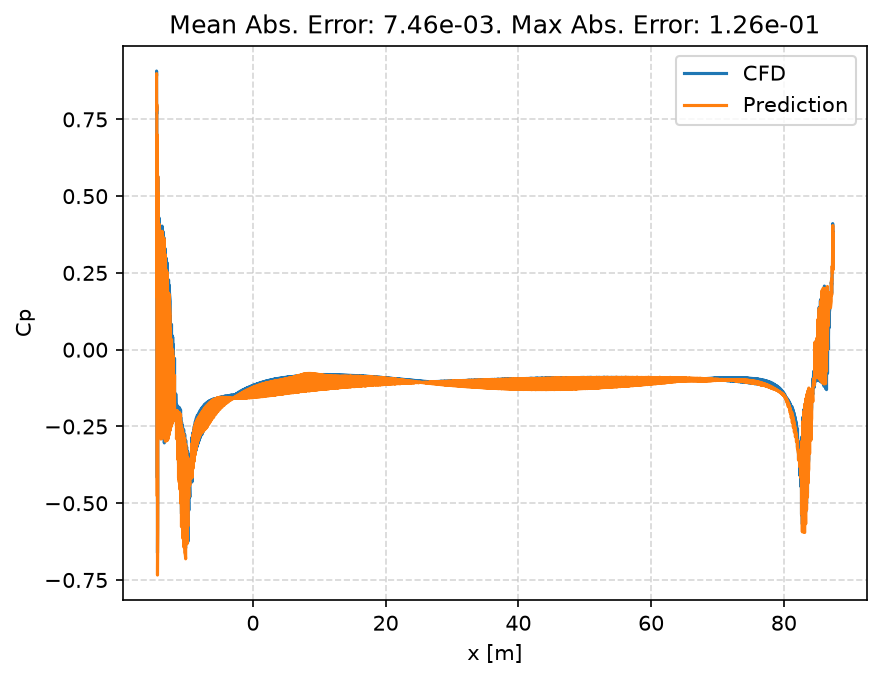 Mean Abs. Error: 7.46e-03. Max Abs. Error: 1.26e-01
CFD
Prediction
Cp
0.75
0.50
0.25
0.00
−0.25
−0.50
−0.75
0
20
40
60
80
x [m]